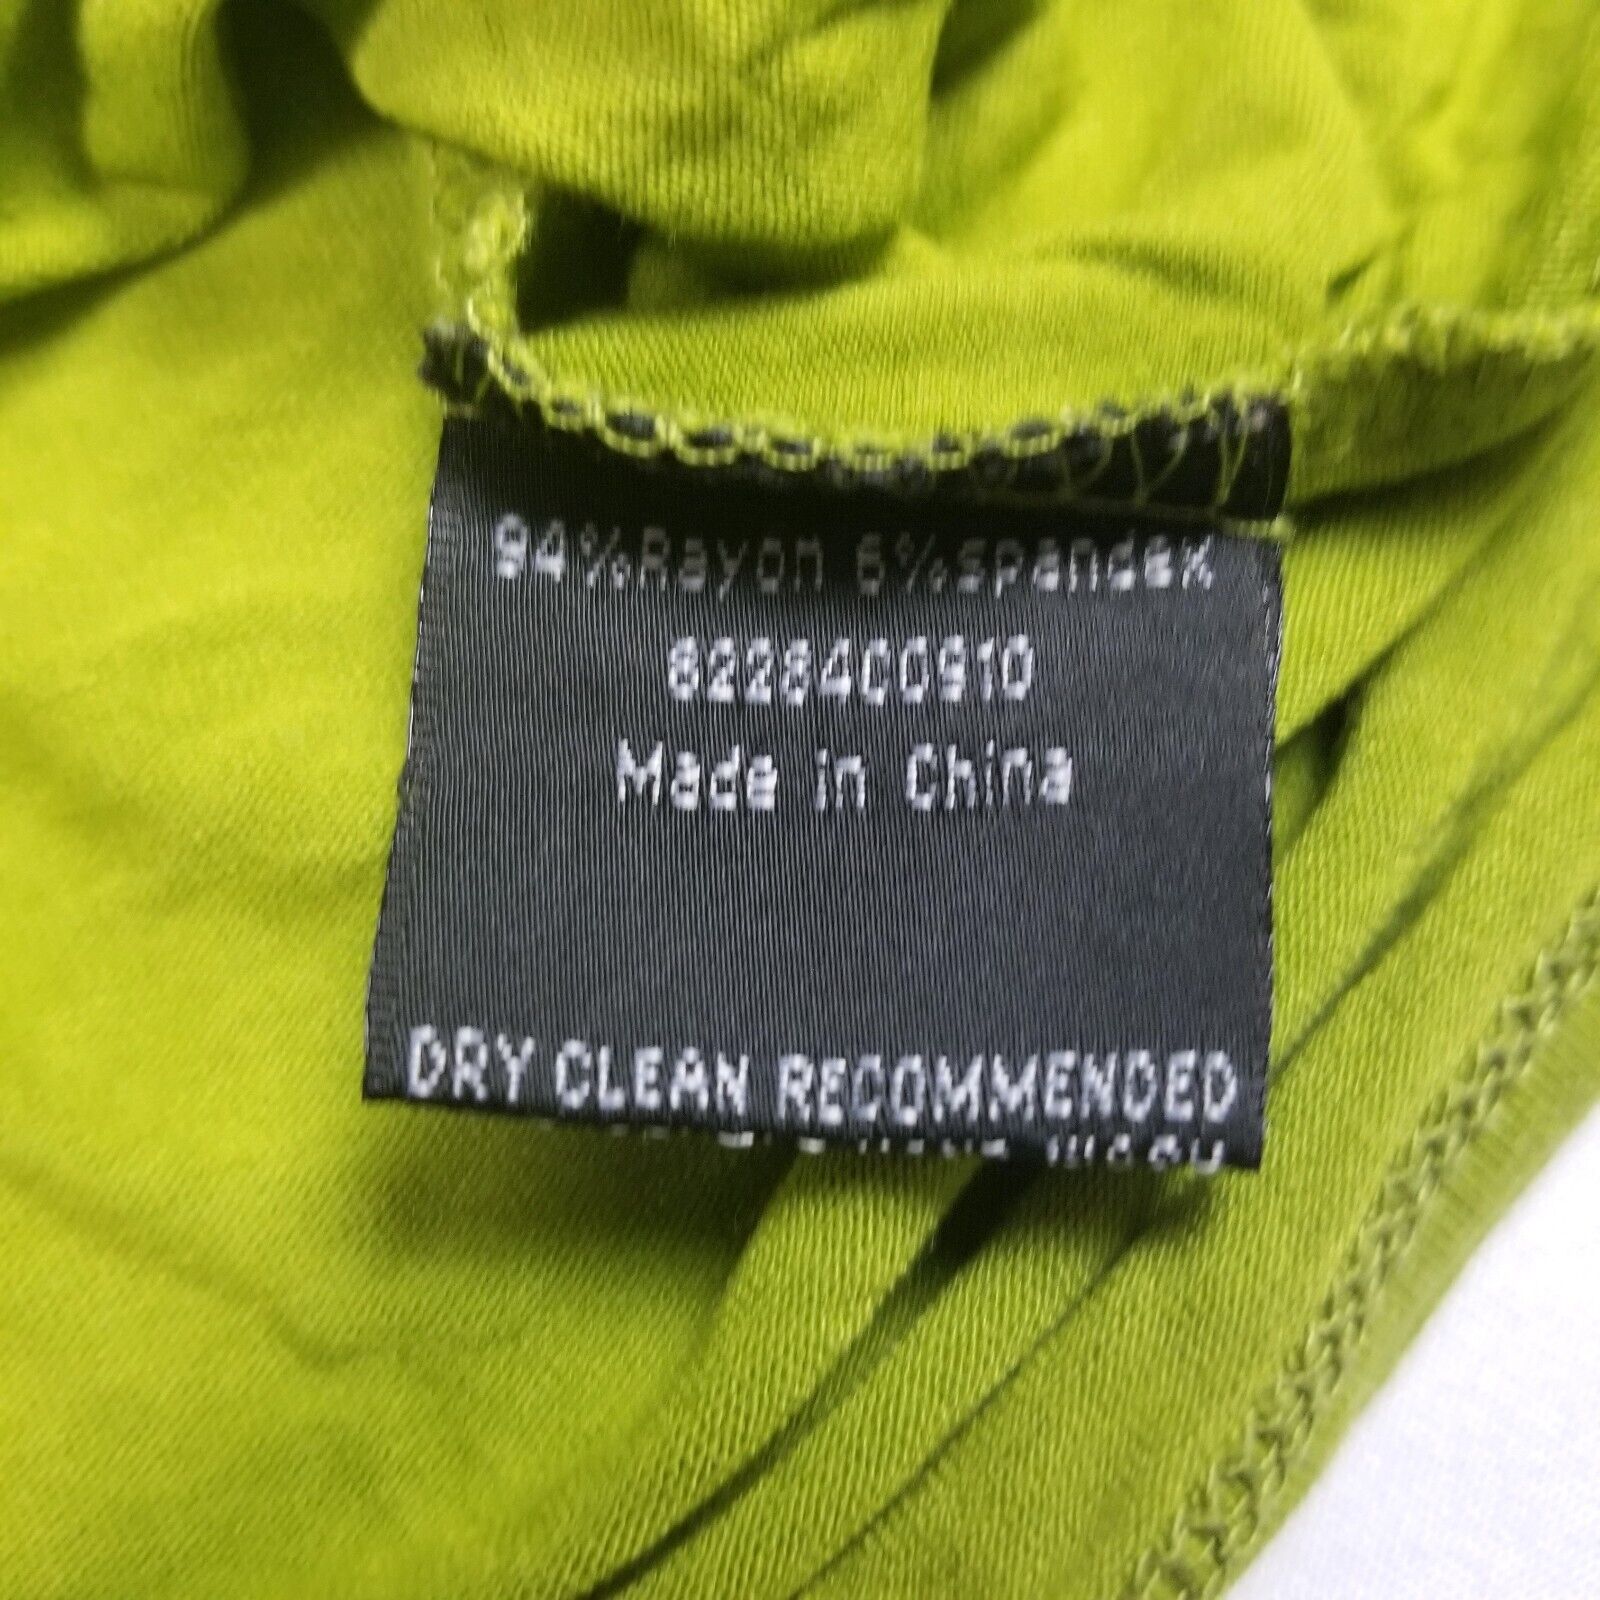 94%Rayon 6%spandex
82284C0910
Made in China
DRY CLEAN RECOMMENDED